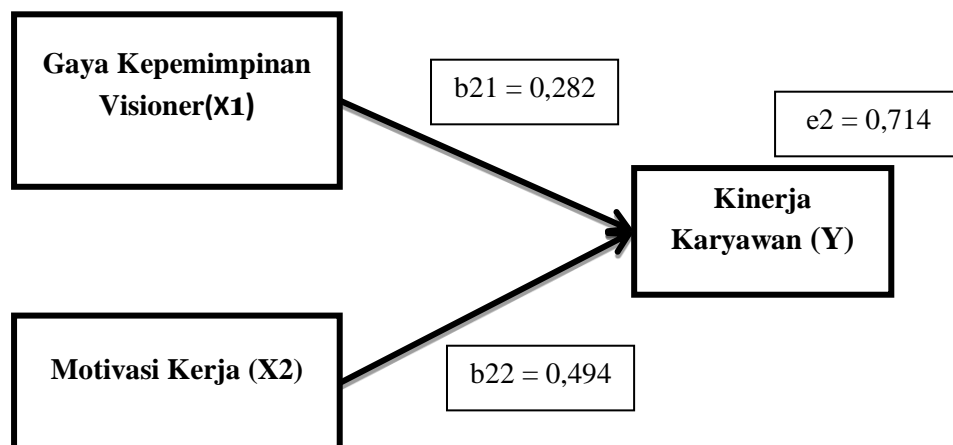 Gaya Kepemimpinan
Visioner(X1)
b21 = 0,282
e2 = 0,714
Kinerja
Karyawan (Y)
Motivasi Kerja (X2)
b22 = 0,494